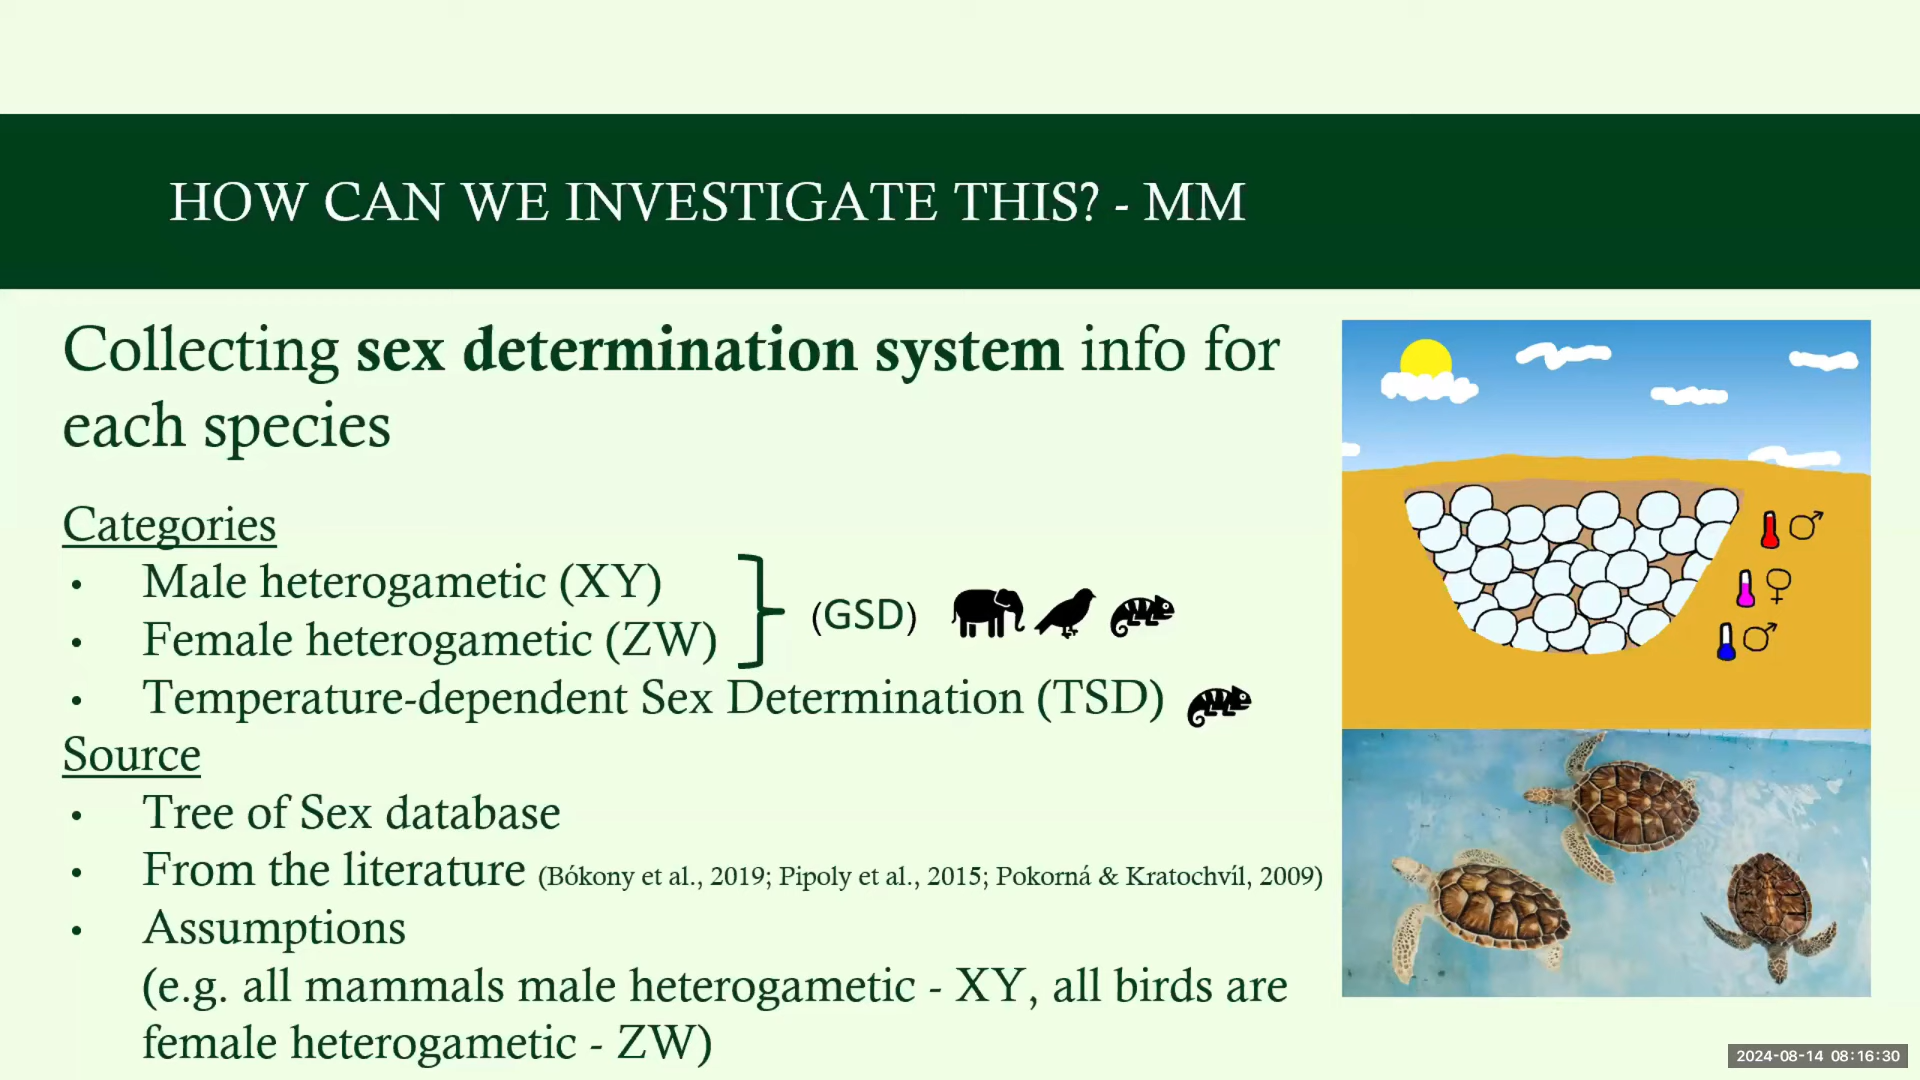 HOW CAN WE INVESTIGATE THIS? - MM
Collecting sex determination system info for
each species
Categories
• Male heterogametic (XY)
• Female heterogametic (ZW)
(GSD)
• Temperature-dependent Sex Determination (TSD)
Source
• Tree of Sex database
• From the literature (Bókony et al., 2019; Pipoly et al., 2015; Pokorná & Kratochvíl, 2009)
• Assumptions
(e.g. all mammals male heterogametic - XY, all birds are
female heterogametic - ZW)
♂
♀
♂
2024-08-14 08:16:30